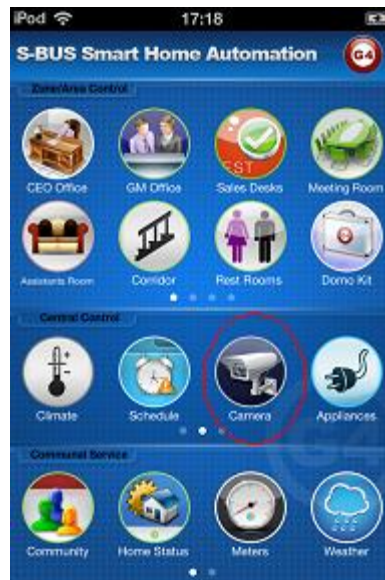 iPod 17:18
S-BUS Smart Home Automation G4
Zone/Area Control
CEO Office GM Office Sales Desks Meeting Room
Assistants Room Corridor Rest Rooms Domo Kit
Central Control
Climate Schedule Camera Appliances
Communal Service
Community Home Status Meters Weather